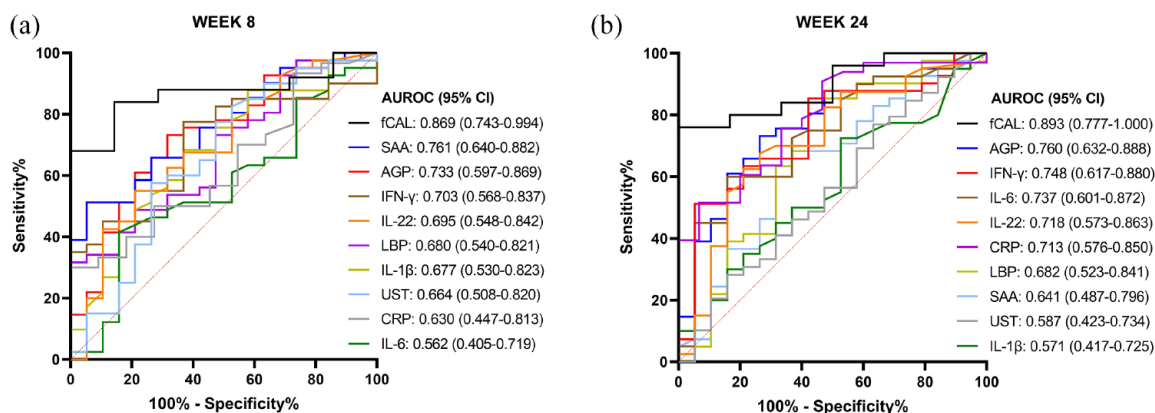 (a)
WEEK 8
Sensitivity%
100
80
60
40
20
0
0 20 40 60 80 100
100% - Specificity%
AUROC (95% CI)
fCAL: 0.869 (0.743-0.994)
SAA: 0.761 (0.640-0.882)
AGP: 0.733 (0.597-0.869)
IFN-γ: 0.703 (0.568-0.837)
IL-22: 0.695 (0.548-0.842)
LBP: 0.680 (0.540-0.821)
IL-1β: 0.677 (0.530-0.823)
UST: 0.664 (0.508-0.820)
CRP: 0.630 (0.447-0.813)
IL-6: 0.562 (0.405-0.719)
(b)
WEEK 24
Sensitivity%
100
80
60
40
20
0
0 20 40 60 80 100
100% - Specificity%
AUROC (95% CI)
fCAL: 0.893 (0.777-1.000)
AGP: 0.760 (0.632-0.888)
IFN-γ: 0.748 (0.617-0.880)
IL-6: 0.737 (0.601-0.872)
IL-22: 0.718 (0.573-0.863)
CRP: 0.713 (0.576-0.850)
LBP: 0.682 (0.523-0.841)
SAA: 0.641 (0.487-0.796)
UST: 0.587 (0.423-0.734)
IL-1β: 0.571 (0.417-0.725)